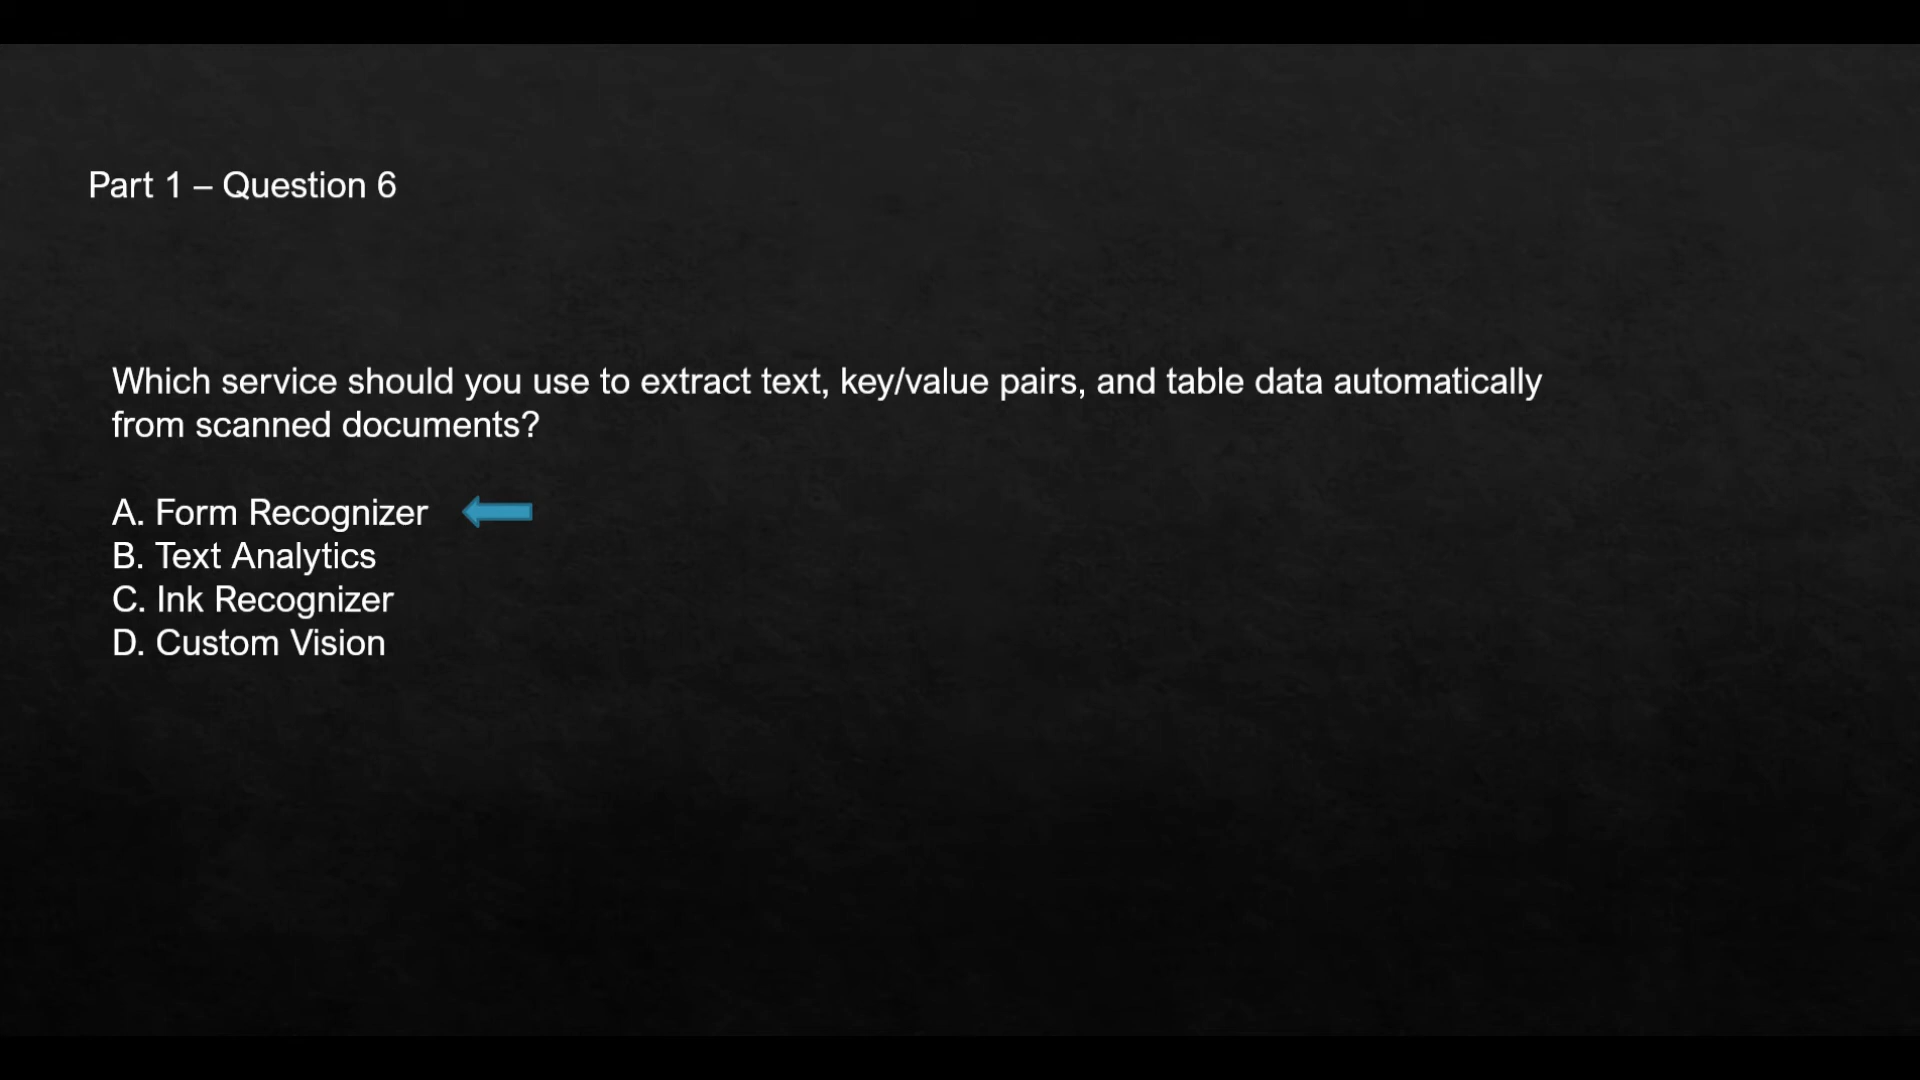 Part 1 – Question 6
Which service should you use to extract text, key/value pairs, and table data automatically
from scanned documents?
A. Form Recognizer
B. Text Analytics
C. Ink Recognizer
D. Custom Vision